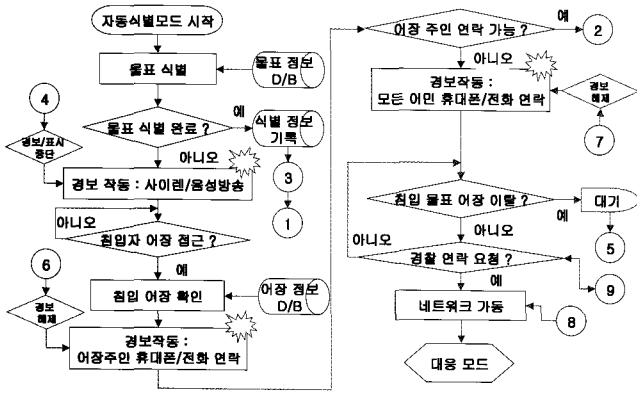 자동식별모드 시작
물표 식별
물표 정보
D/B
4
물표 식별 완료 ?
예
식별 정보
기록
경보/표시
중단
아니오
경보 작동 : 사이렌/음성방송
3
1
아니오
침입자 어장 접근 ?
예
6
침입 어장 확인
어장 정보
D/B
경보
해제
경보작동 :
어장주인 휴대폰/전화 연락
어장 주인 연락 가능 ?
예
2
아니오
경보작동 :
모든 어민 휴대폰/전화 연락
경보
해제
7
침입 물표 어장 이탈 ?
예
대기
5
아니오
아니오
경찰 연락 요청 ?
9
예
네트워크 가동
8
대응 모드